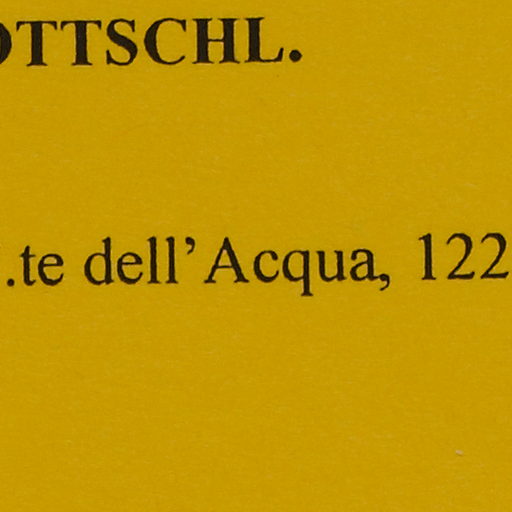 OTTSCHL.
.te dell'Acqua, 122